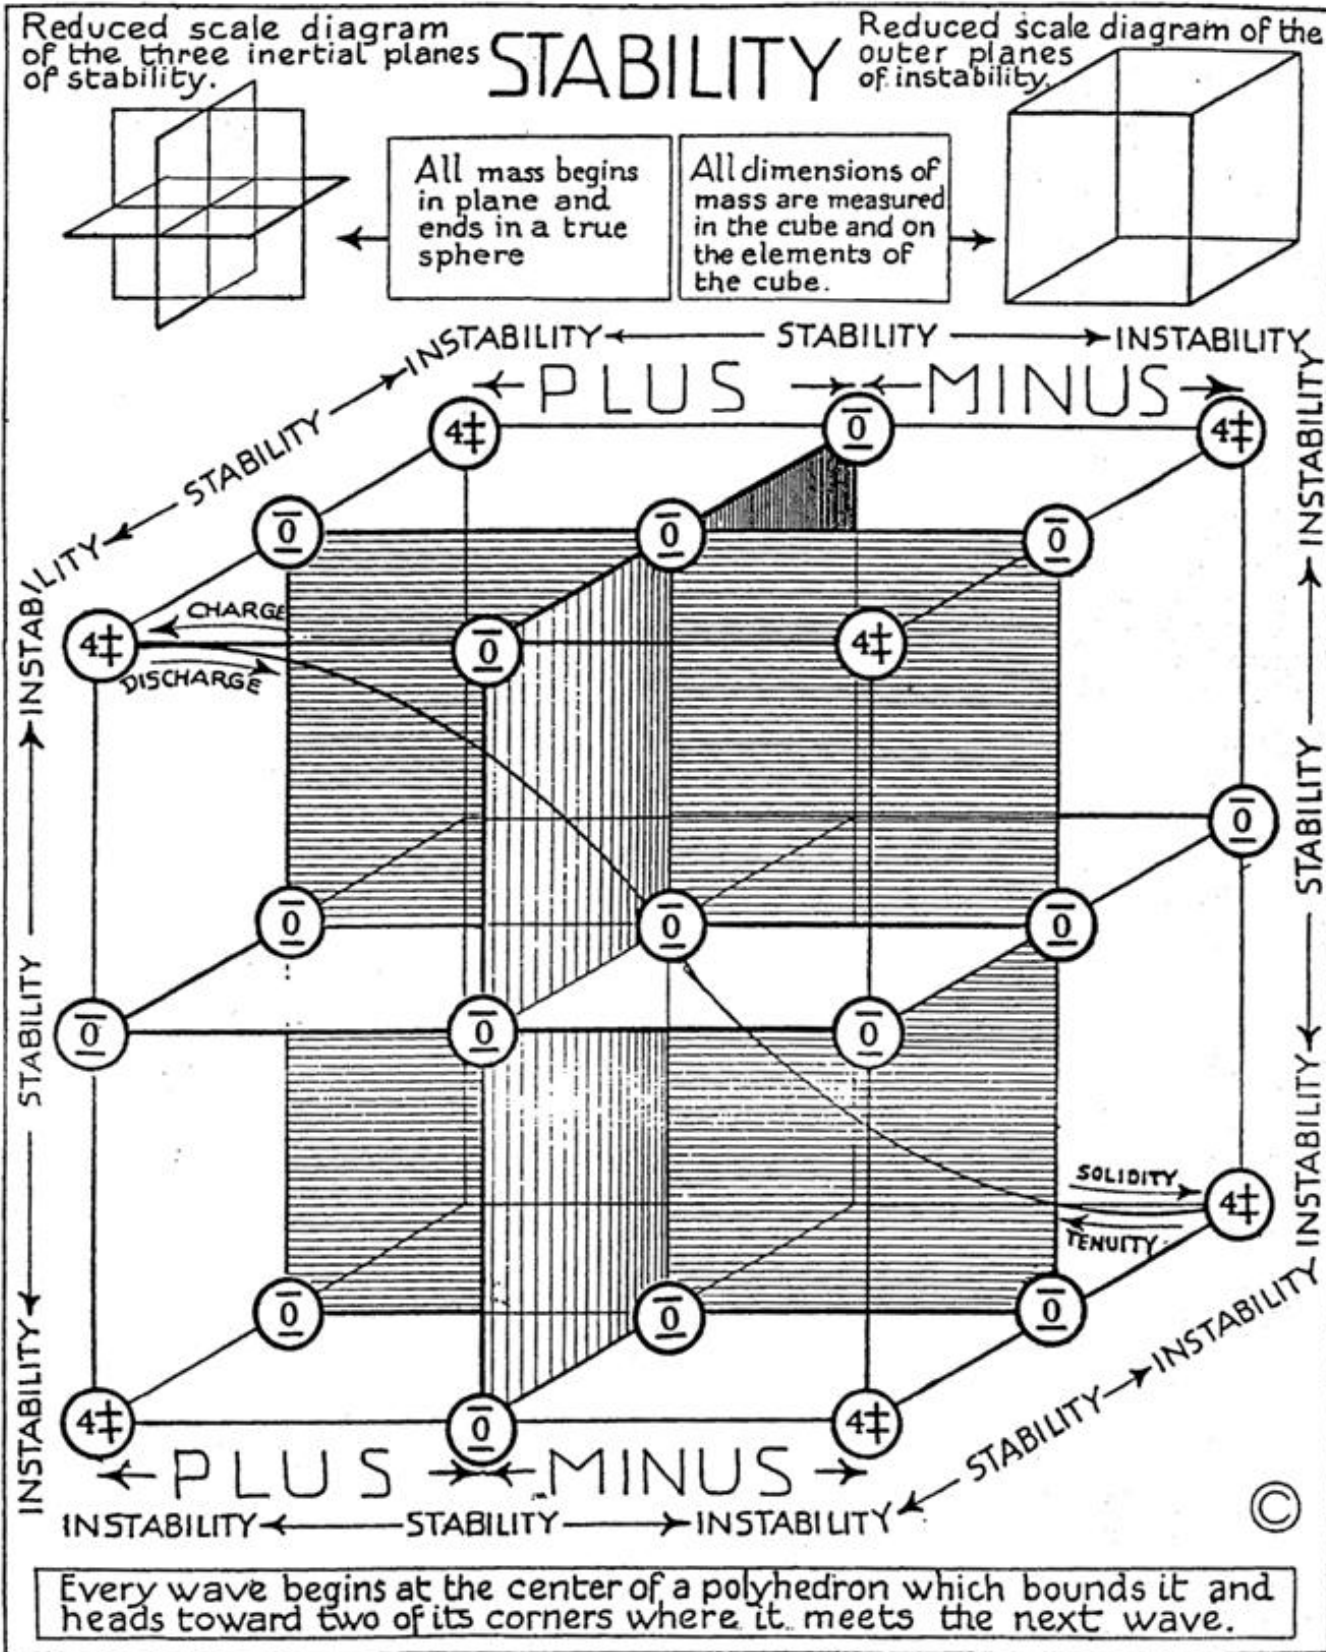 Reduced scale diagram
of the three inertial planes
of stability.
STABILITY
Reduced scale diagram of the
outer planes
of instability.
All mass begins
in plane and
ends in a true
sphere
All dimensions of
mass are measured
in the cube and on
the elements of
the cube.
INSTABILITY STABILITY INSTABILITY
PLUS MINUS
INSTABILITY STABILITY INSTABILITY
INSTABILITY STABILITY INSTABILITY
INSTABILITY STABILITY INSTABILITY
4‡ 0 4‡
0 0 0
CHARGE
4‡ 0 4‡
DISCHARGE
0
0 0 0
0 0 0
SOLIDITY
4‡
TENUITY
0 0 0
4‡ 0 4‡
PLUS MINUS
INSTABILITY STABILITY INSTABILITY
STABILITY INSTABILITY
©
Every wave begins at the center of a polyhedron which bounds it and
heads toward two of its corners where it meets the next wave.